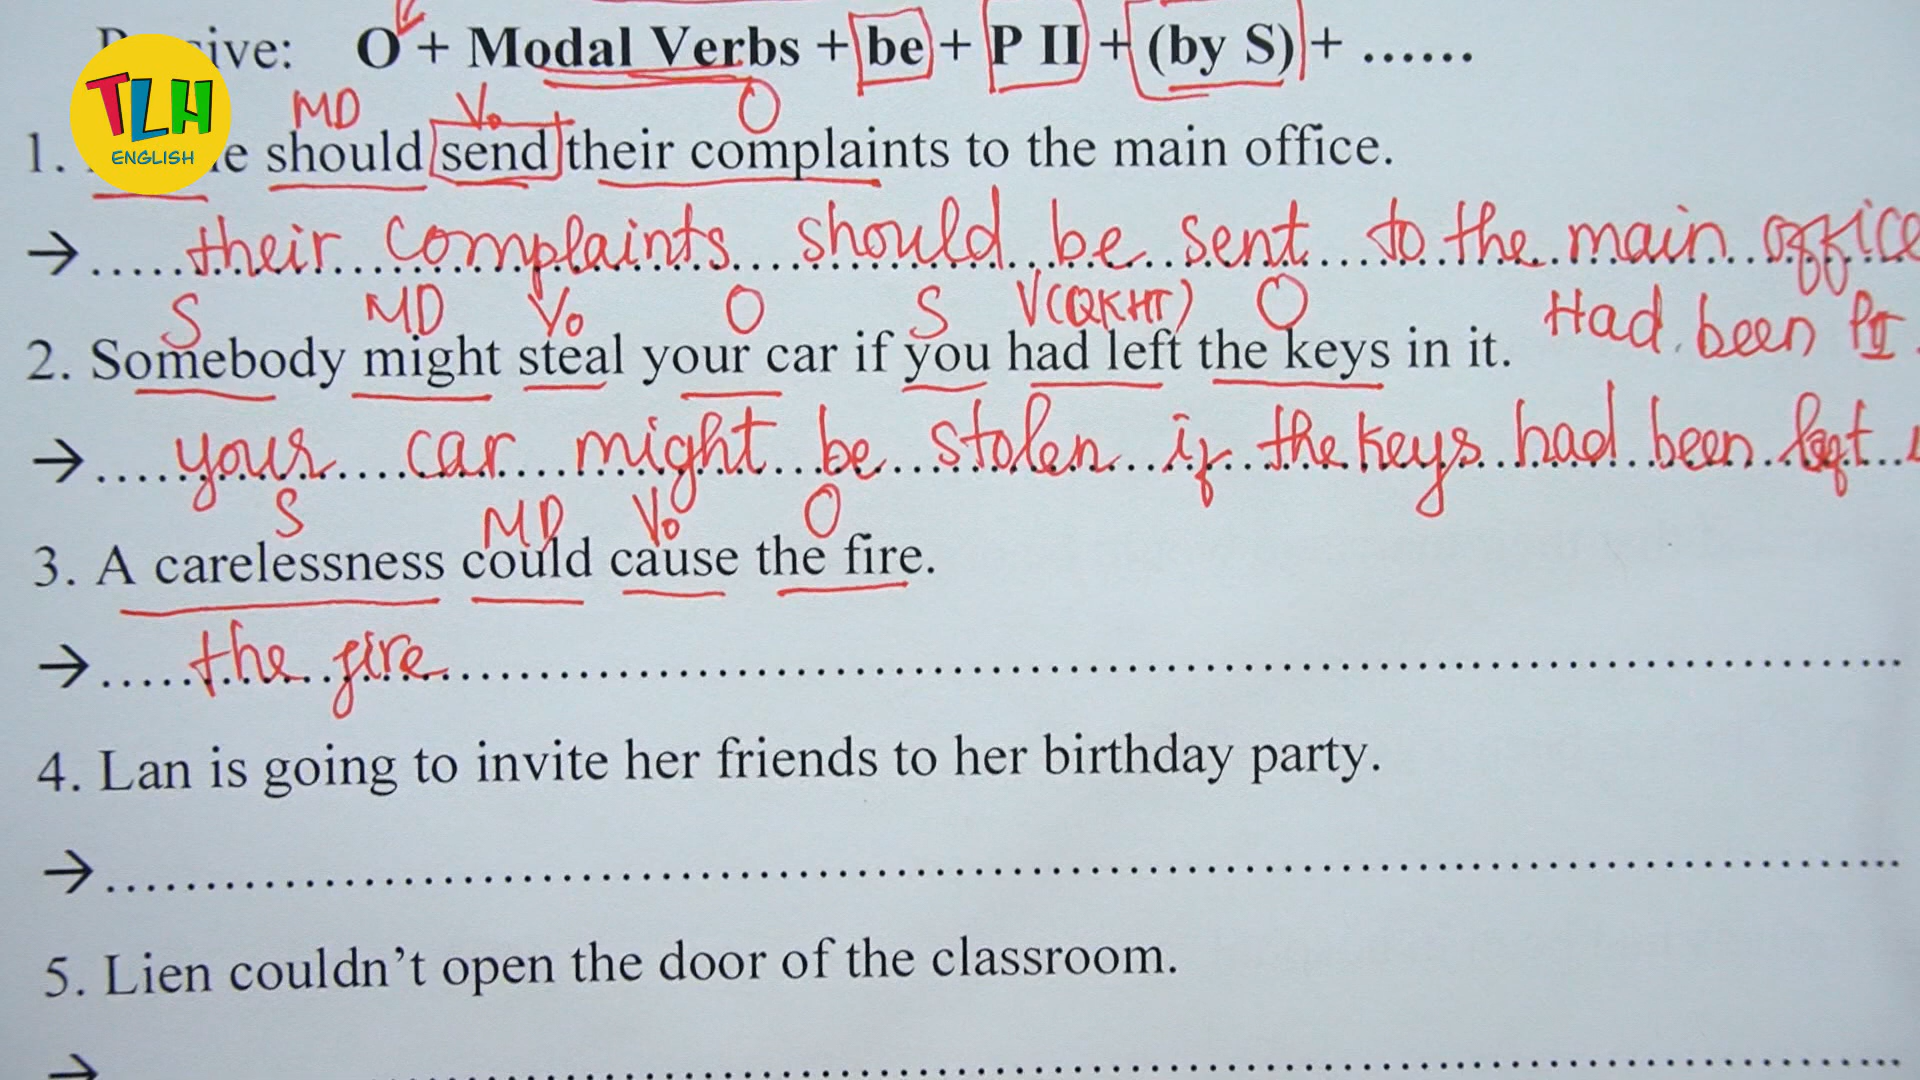 O + Modal Verbs + be + P II + (by S) + ......
TLH
ENGLISH
MD Vo O
1. should send their complaints to the main office.
→ their complaints should be sent to the main office
S MD Vo O S V(QKHT) O Had been PII
2. Somebody might steal your car if you had left the keys in it.
→ your car might be stolen if the keys had been left
S MD Vo O
3. A carelessness could cause the fire.
→ the fire
4. Lan is going to invite her friends to her birthday party.
→
5. Lien couldn’t open the door of the classroom.
→